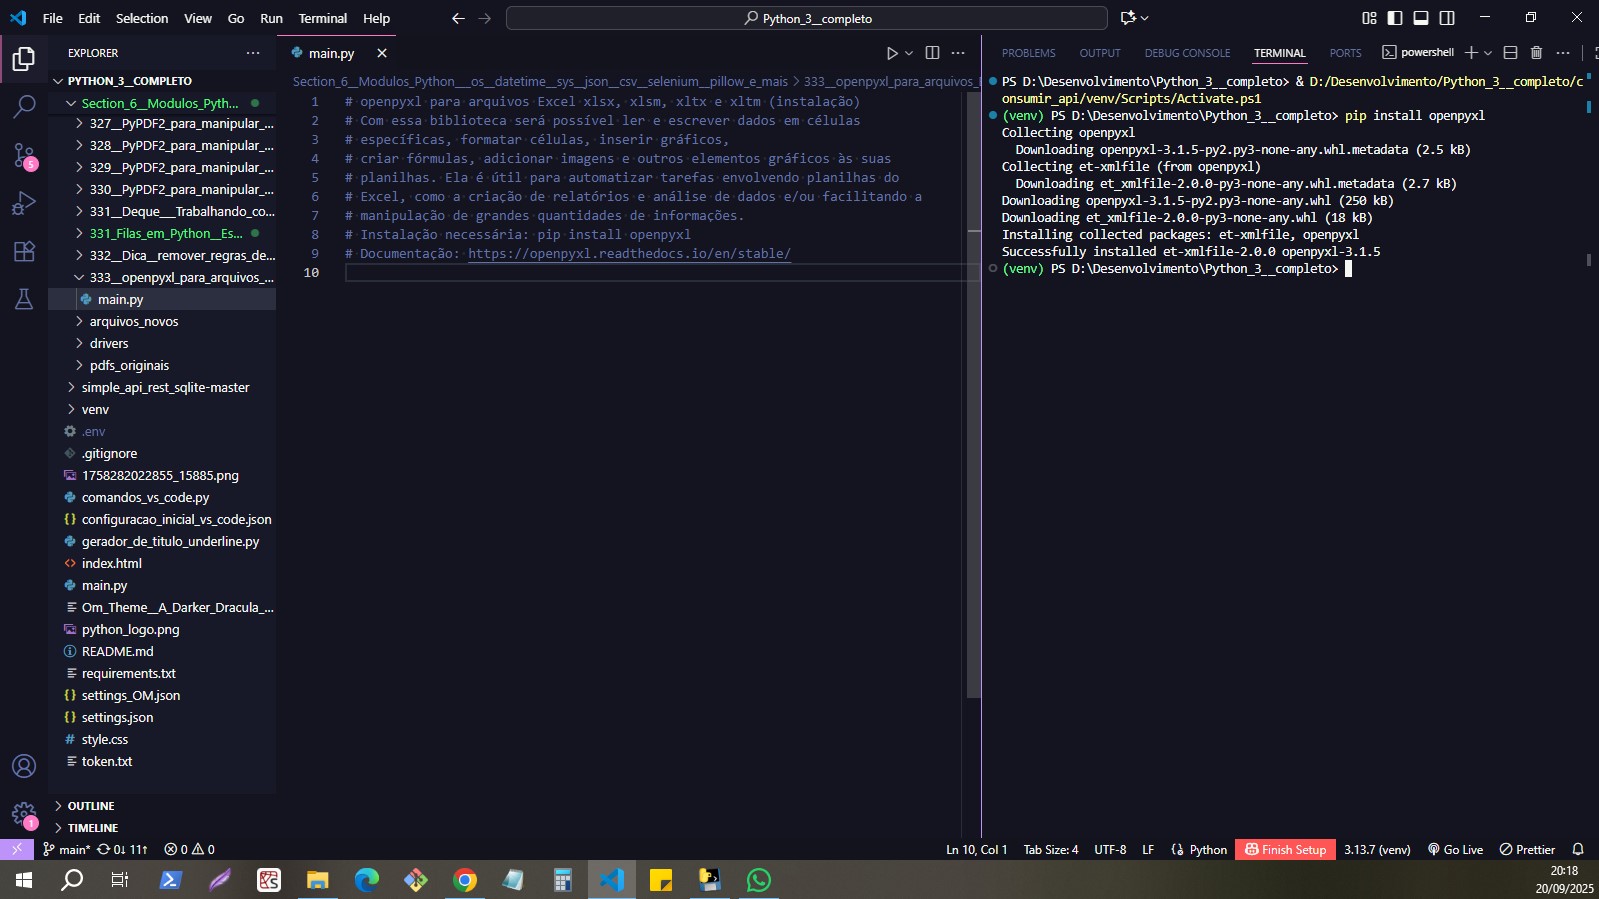 File Edit Selection View Go Run Terminal Help
Python_3__completo
EXPLORER
PYTHON_3__COMPLETO
Section_6__Modulos_Pyth...
327__PyPDF2_para_manipular_...
328__PyPDF2_para_manipular_...
329__PyPDF2_para_manipular_...
330__PyPDF2_para_manipular_...
331__Deque___Trabalhando_co...
331_Filas_em_Python__Es...
332__Dica__remover_regras_de...
333__openpyxl_para_arquivos_...
main.py
arquivos_novos
drivers
pdfs_originais
simple_api_rest_sqlite-master
venv
.env
.gitignore
1758282022855_15885.png
comandos_vs_code.py
configuracao_inicial_vs_code.json
gerador_de_titulo_underline.py
index.html
main.py
Om_Theme__A_Darker_Dracula_...
python_logo.png
README.md
requirements.txt
settings_OM.json
settings.json
style.css
token.txt
OUTLINE
TIMELINE
5
1
main.py
Section_6__Modulos_Python___os__datetime__sys__json__csv__selenium__pillow_e_mais > 333__openpyxl_para_arquivos_
1 # openpyxl para arquivos Excel xlsx, xlsm, xltx e xltm (instalação)
2 # Com essa biblioteca será possível ler e escrever dados em células
3 # específicas, formatar células, inserir gráficos,
4 # criar fórmulas, adicionar imagens e outros elementos gráficos às suas
5 # planilhas. Ela é útil para automatizar tarefas envolvendo planilhas do
6 # Excel, como a criação de relatórios e análise de dados e/ou facilitando a
7 # manipulação de grandes quantidades de informações.
8 # Instalação necessária: pip install openpyxl
9 # Documentação: https://openpyxl.readthedocs.io/en/stable/
10
PROBLEMS OUTPUT DEBUG CONSOLE TERMINAL PORTS powershell
PS D:\Desenvolvimento\Python_3__completo> & D:/Desenvolvimento/Python_3__completo/c
onsumir_api/venv/Scripts/Activate.ps1
(venv) PS D:\Desenvolvimento\Python_3__completo> pip install openpyxl
Collecting openpyxl
Downloading openpyxl-3.1.5-py2.py3-none-any.whl.metadata (2.5 kB)
Collecting et-xmlfile (from openpyxl)
Downloading et_xmlfile-2.0.0-py3-none-any.whl.metadata (2.7 kB)
Downloading openpyxl-3.1.5-py2.py3-none-any.whl (250 kB)
Downloading et_xmlfile-2.0.0-py3-none-any.whl (18 kB)
Installing collected packages: et-xmlfile, openpyxl
Successfully installed et-xmlfile-2.0.0 openpyxl-3.1.5
(venv) PS D:\Desenvolvimento\Python_3__completo>
main* 0↓ 11↑ 0 0 Ln 10, Col 1 Tab Size: 4 UTF-8 LF Python Finish Setup 3.13.7 (venv) Go Live Prettier
20:18
20/09/2025